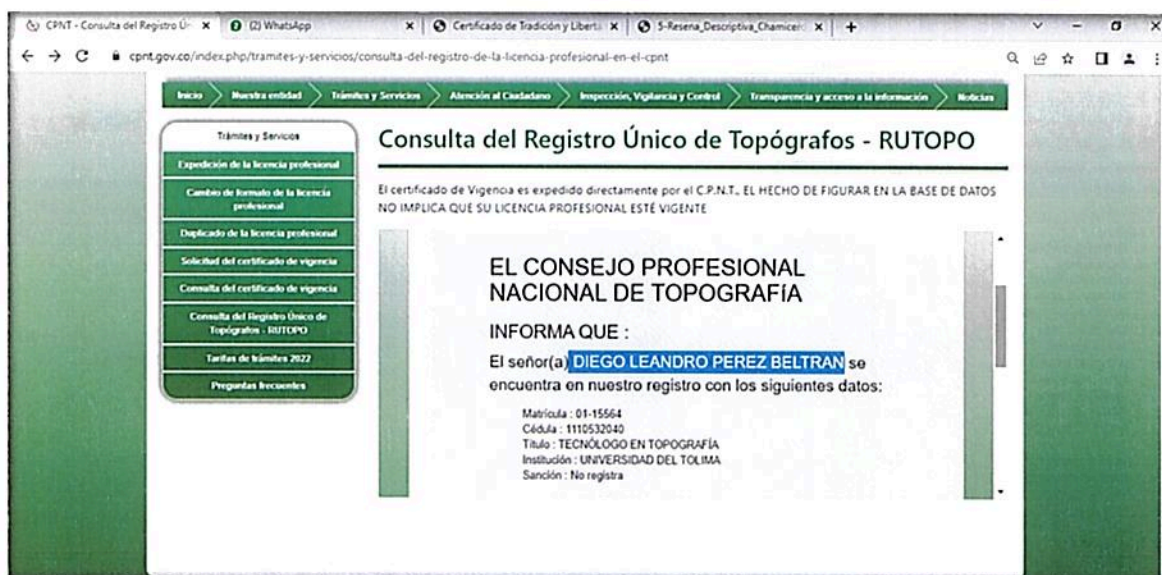 CPNT - Consulta del Registro Ú
(2) WhatsApp
Certificado de Tradición y Liberta
5-Resena_Descriptiva_Chamicero
cpnt.gov.co/index.php/tramites-y-servicios/consulta-del-registro-de-la-licencia-profesional-en-el-cpnt
Inicio
Nuestra entidad
Trámites y Servicios
Atención al Ciudadano
Inspección, Vigilancia y Control
Transparencia y acceso a la información
Noticias
Trámites y Servicios
Expedición de la licencia profesional
Cambio de formato de la licencia
profesional
Duplicado de la licencia profesional
Solicitud del certificado de vigencia
Consulta del certificado de vigencia
Consulta del Registro Único de
Topógrafos - RUTOPO
Tarifas de trámites 2022
Preguntas frecuentes
Consulta del Registro Único de Topógrafos - RUTOPO
El certificado de Vigencia es expedido directamente por el C.P.N.T., EL HECHO DE FIGURAR EN LA BASE DE DATOS
NO IMPLICA QUE SU LICENCIA PROFESIONAL ESTÉ VIGENTE
EL CONSEJO PROFESIONAL
NACIONAL DE TOPOGRAFíA
INFORMA QUE :
El señor(a) DIEGO LEANDRO PEREZ BELTRAN se
encuentra en nuestro registro con los siguientes datos:
Matrícula : 01-15564
Cédula : 1110532040
Título : TECNÓLOGO EN TOPOGRAFÍA
Institución : UNIVERSIDAD DEL TOLIMA
Sanción : No registra